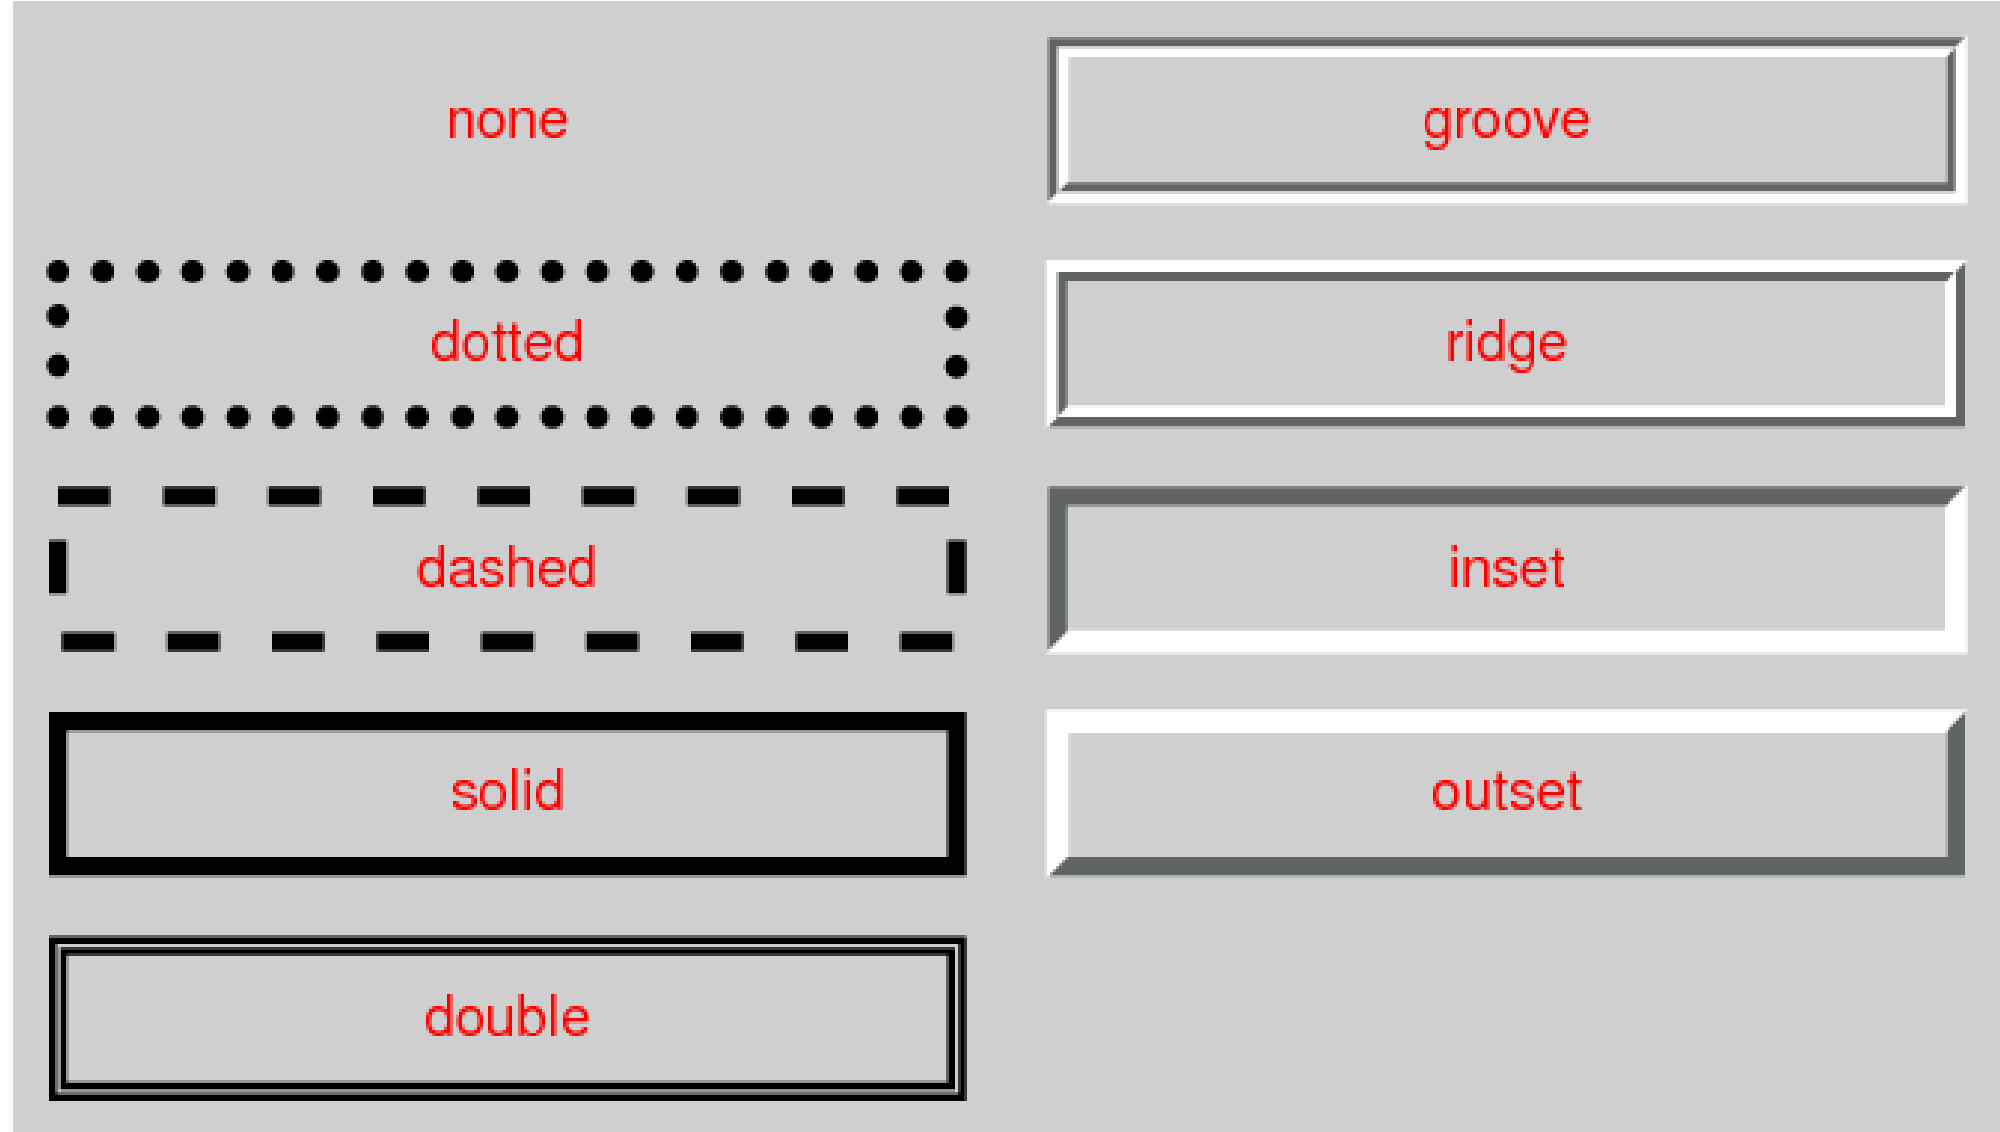 none
dotted
dashed
solid
double
groove
ridge
inset
outset